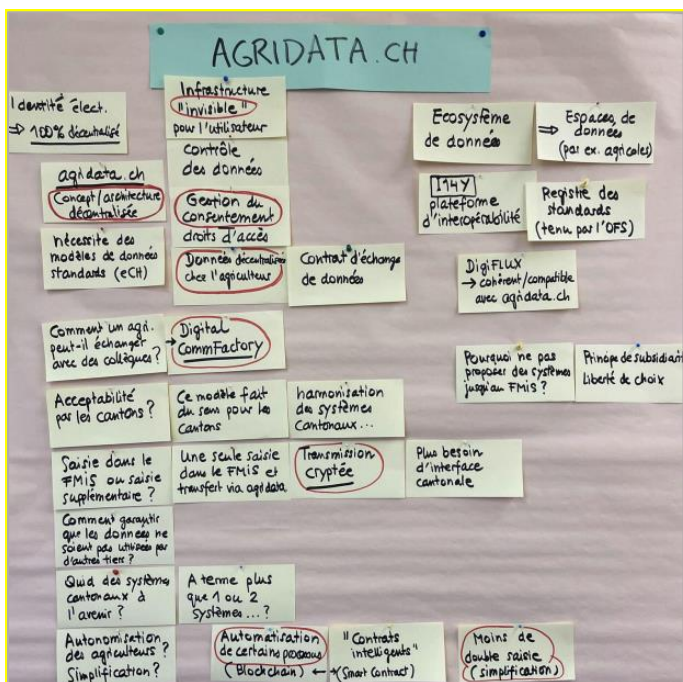 AGRIDATA.CH
Identité élect.
⇒ 100% décentralisé
Infrastructure
"invisible"
pour l'utilisateur
Ecosystème
de données
⇒ Espaces de
données
(par ex. agricoles)
agridata.ch
Concept/architecture
décentralisée
contrôle
des données
Gestion du
consentement
droits d'accès
I14Y
plateforme
d'interopérabilité
Registre des
standards
(tenu par l'OFS)
nécessite des
modèles de données
standards (eCH)
Données décentralisées
chez l'agriculteur
Contrat d'échange
de données
DigiFLUX
→ cohérent/compatible
avec agridata.ch
Comment un agri.
peut-il échanger
avec des collègues ?
→ Digital
CommFactory
Pourquoi ne pas
proposer des systèmes
jusqu'au FMiS ?
Principe de subsidiari
Liberté de choix
Acceptabilité
par les cantons ?
Ce modèle fait
du sens pour les
cantons
harmonisation
des systèmes
cantonaux...
Saisie dans le
FMiS ou saisie
supplémentaire ?
Une seule saisie
dans le FMiS et
transfert via agridata
Transmission
cryptée
Plus besoin
d'interface
cantonale
Comment garantir
que les données ne
soient pas utilisées par
d'autres tiers ?
Quid des systèmes
cantonaux à
l'avenir ?
A terme plus
que 1 ou 2
systèmes...?
Autonomisation
des agriculteurs ?
Simplification ?
Automatisation
de certains processus
(Blockchain) ←
"Contrats
intelligents"
→ (Smart Contract)
Moins de
double saisie
(simplification)